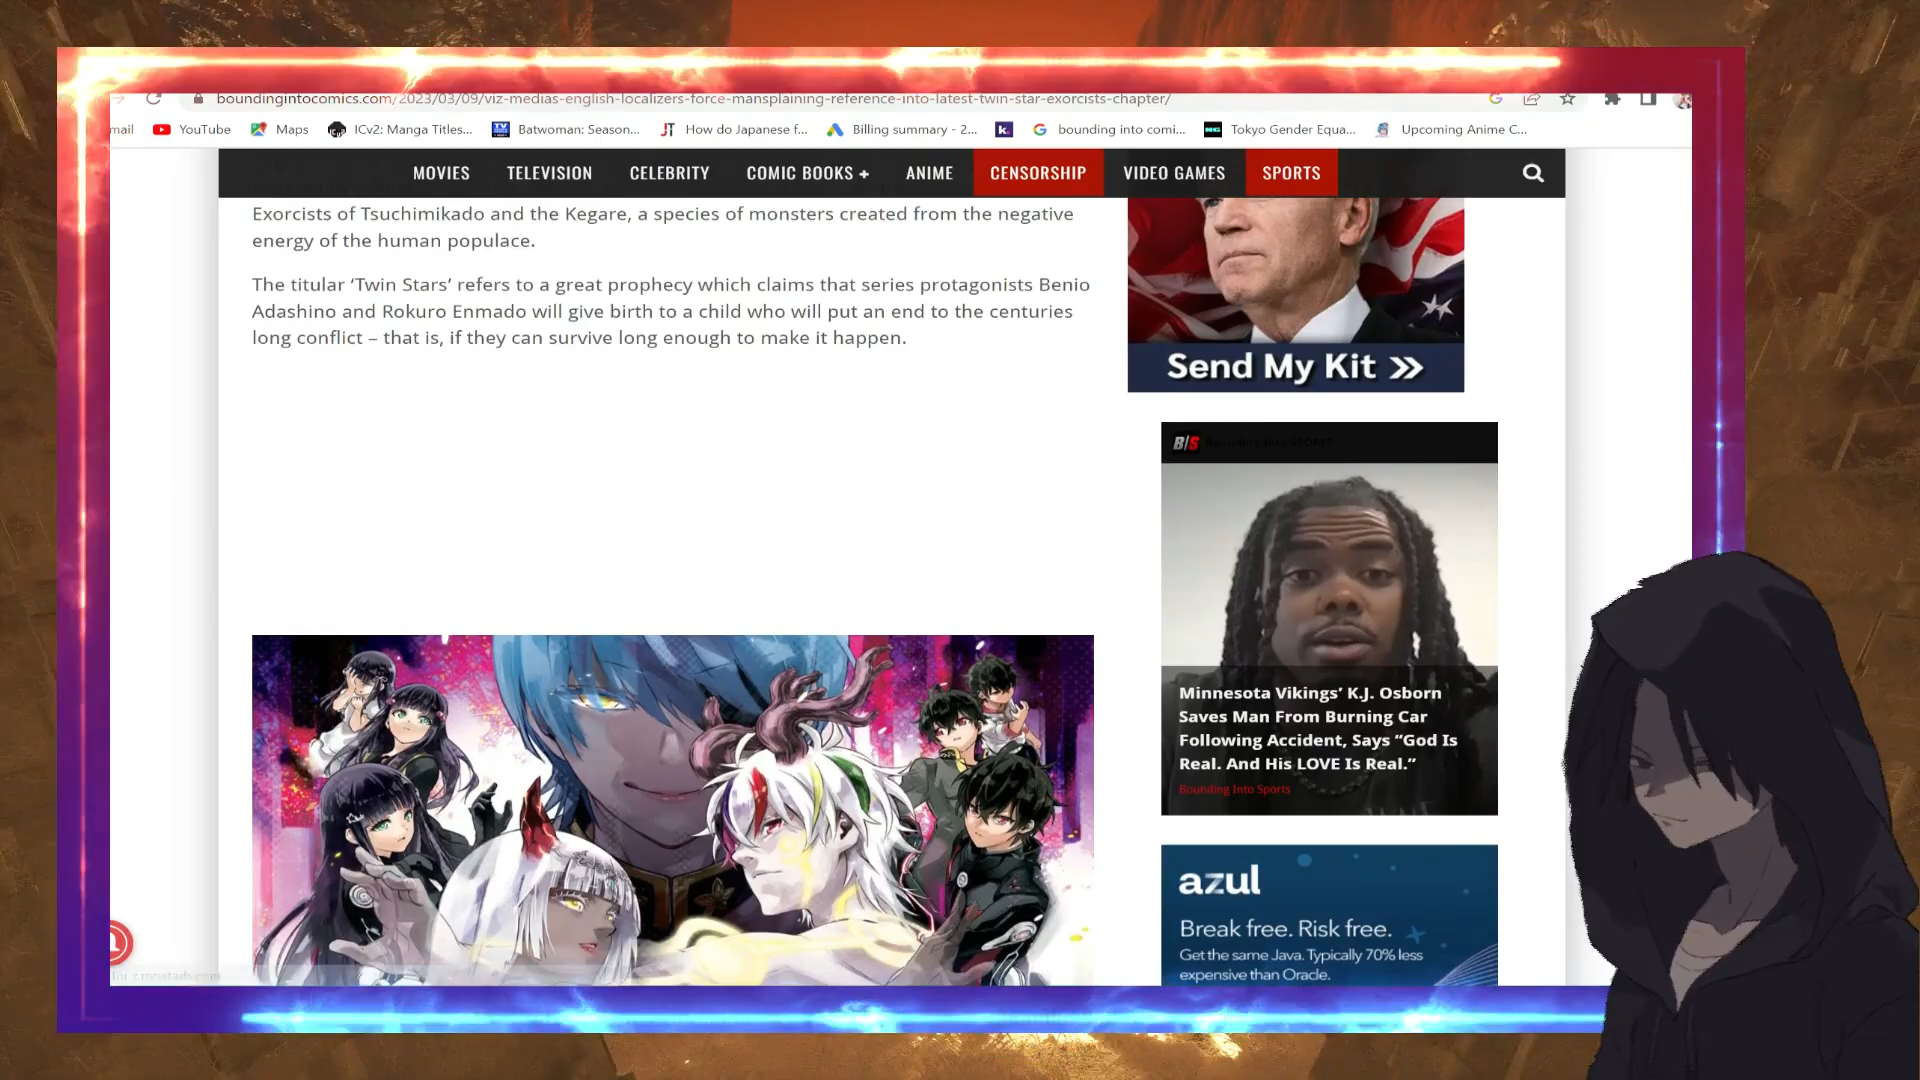 boundingintocomics.com/2023/03/09/viz-medias-english-localizers-force-mansplaining-reference-into-latest-twin-star-exorcists-chapter/
mail YouTube Maps ICv2: Manga Titles... Batwoman: Season... How do Japanese f... Billing summary - 2... bounding into comi... Tokyo Gender Equa... Upcoming Anime C...
MOVIES TELEVISION CELEBRITY COMIC BOOKS + ANIME CENSORSHIP VIDEO GAMES SPORTS
Exorcists of Tsuchimikado and the Kegare, a species of monsters created from the negative
energy of the human populace.
The titular ‘Twin Stars’ refers to a great prophecy which claims that series protagonists Benio
Adashino and Rokuro Enmado will give birth to a child who will put an end to the centuries
long conflict – that is, if they can survive long enough to make it happen.
Send My Kit »
B|S Bounding Into SPORTS
Minnesota Vikings’ K.J. Osborn
Saves Man From Burning Car
Following Accident, Says “God Is
Real. And His LOVE Is Real.”
Bounding Into Sports
azul
Break free. Risk free.
Get the same Java. Typically 70% less
expensive than Oracle.